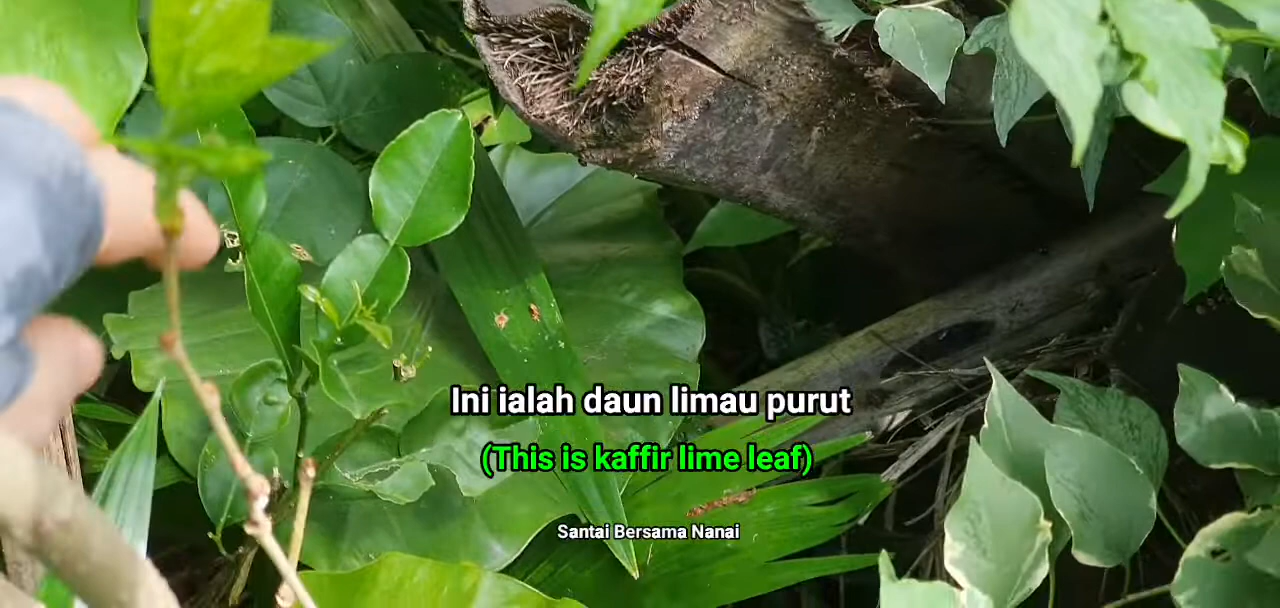 Ini ialah daun limau purut
(This is kaffir lime leaf)
Santai Bersama Nanai